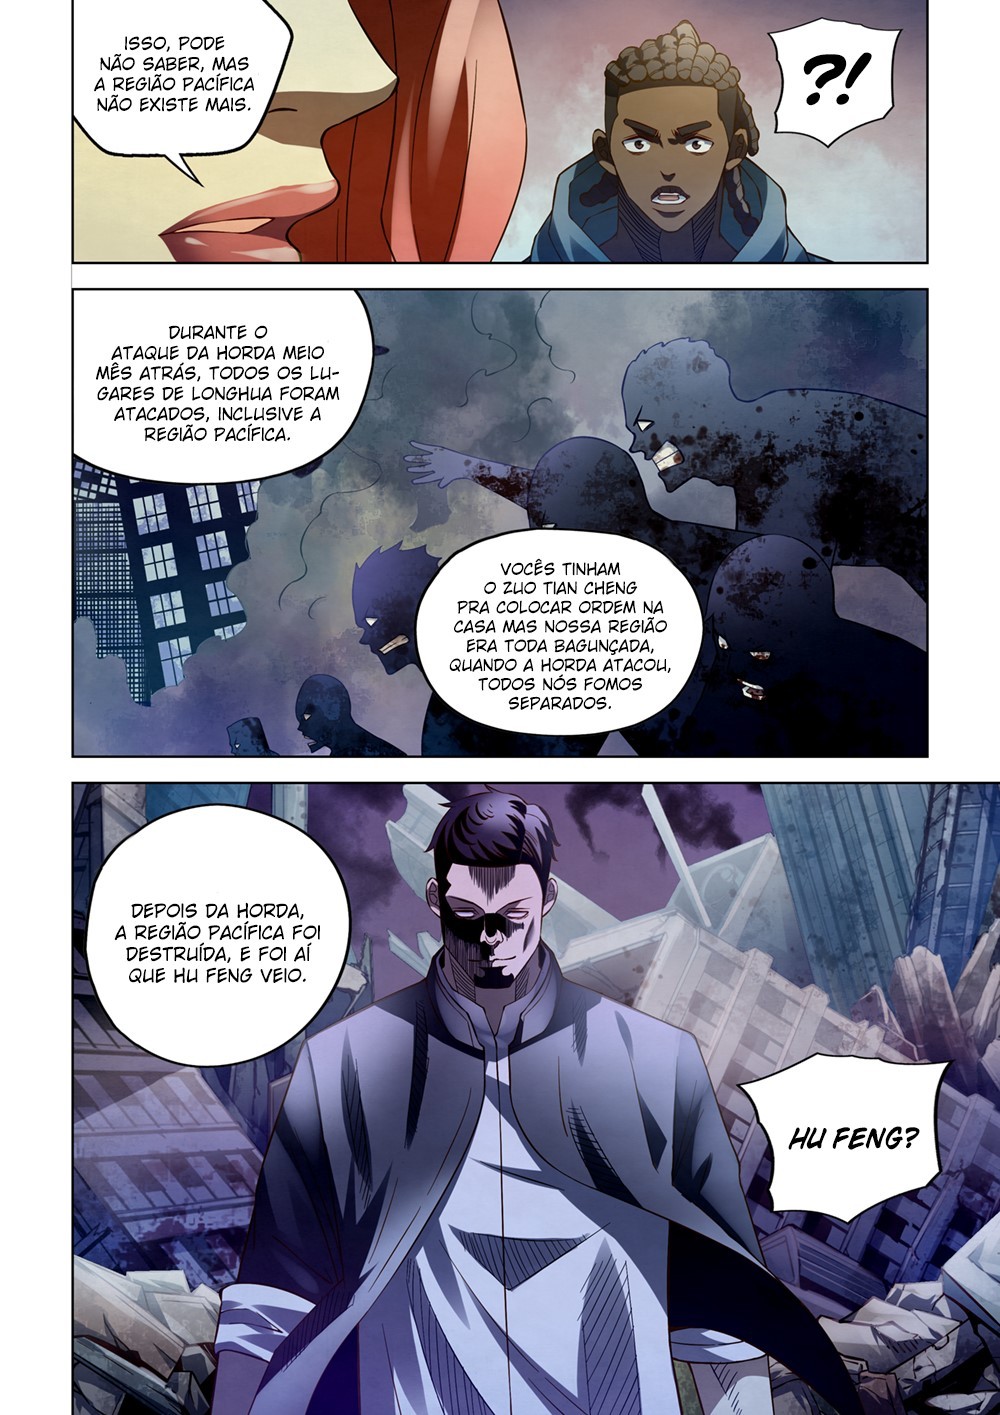 ISSO, PODE
NÃO SABER, MAS
A REGIÃO PACÍFICA
NÃO EXISTE MAIS.
?!
DURANTE O
ATAQUE DA HORDA MEIO
MÊS ATRÁS, TODOS OS LU-
GARES DE LONGHUA FORAM
ATACADOS, INCLUSIVE A
REGIÃO PACÍFICA.
VOCÊS TINHAM
O ZUO TIAN CHENG
PRA COLOCAR ORDEM NA
CASA MAS NOSSA REGIÃO
ERA TODA BAGUNÇADA,
QUANDO A HORDA ATACOU,
TODOS NÓS FOMOS
SEPARADOS.
DEPOIS DA HORDA,
A REGIÃO PACÍFICA FOI
DESTRUÍDA, E FOI AÍ
QUE HU FENG VEIO.
HU FENG?